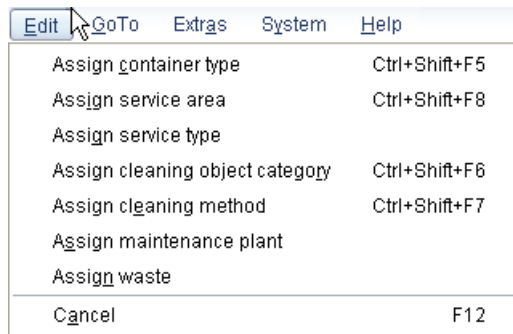 Edit GoTo Extras System Help
Assign container type Ctrl+Shift+F5
Assign service area Ctrl+Shift+F8
Assign service type
Assign cleaning object category Ctrl+Shift+F6
Assign cleaning method Ctrl+Shift+F7
Assign maintenance plant
Assign waste
Cancel F12